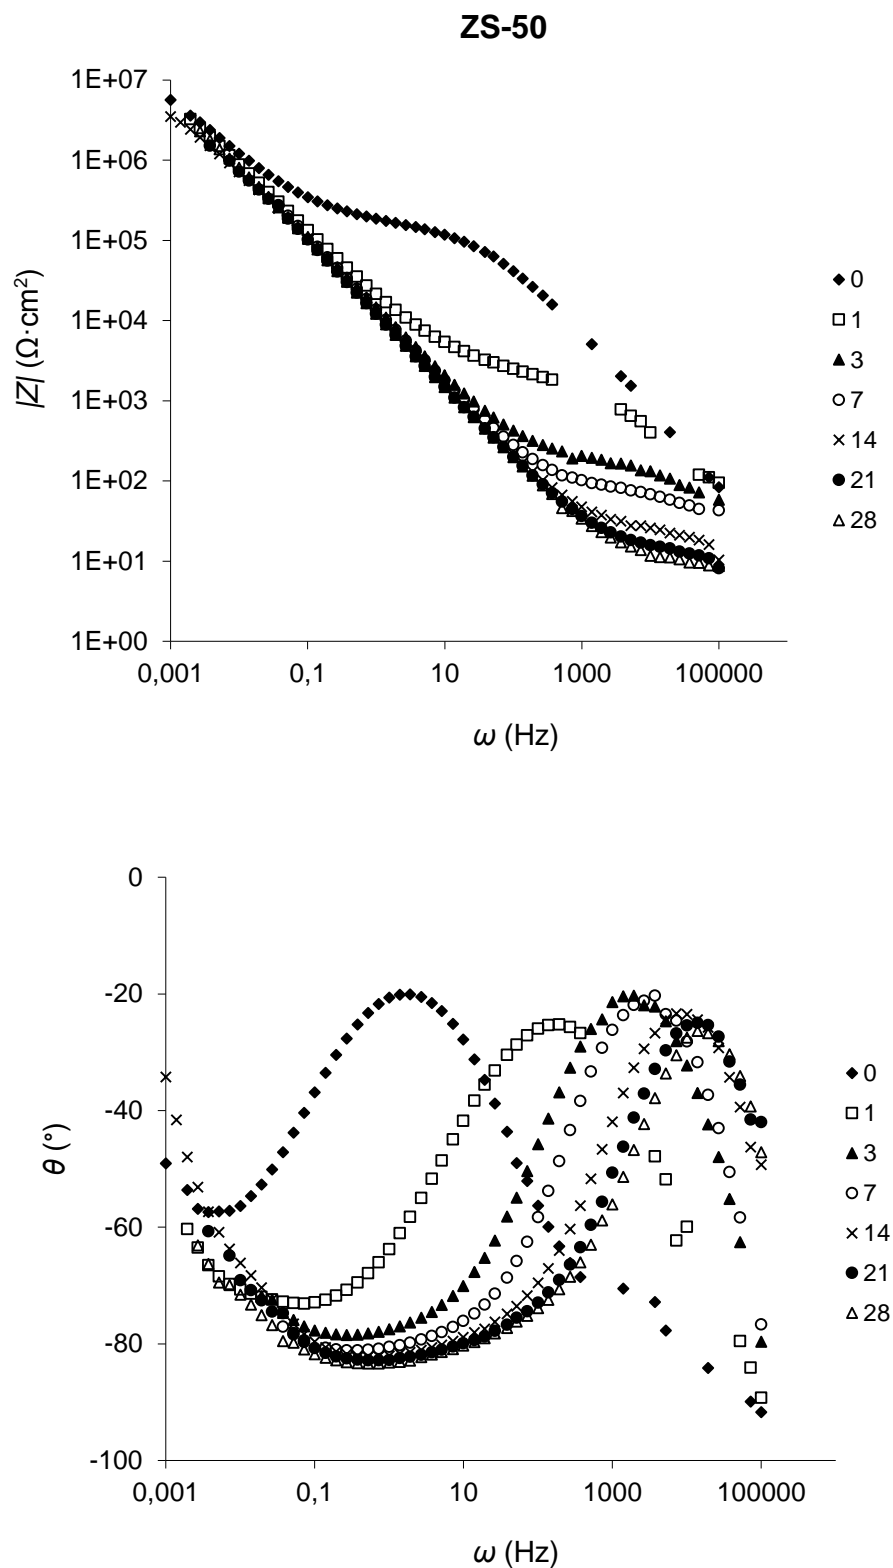 ZS-50
1E+07
1E+06
1E+05
1E+04
1E+03
1E+02
1E+01
1E+00
|Z| (Ω·cm²)
0,001 0,1 10 1000 100000
ω (Hz)
0
1
3
7
14
21
28
0
-20
-40
-60
-80
-100
θ (°)
0,001 0,1 10 1000 100000
ω (Hz)
0
1
3
7
14
21
28